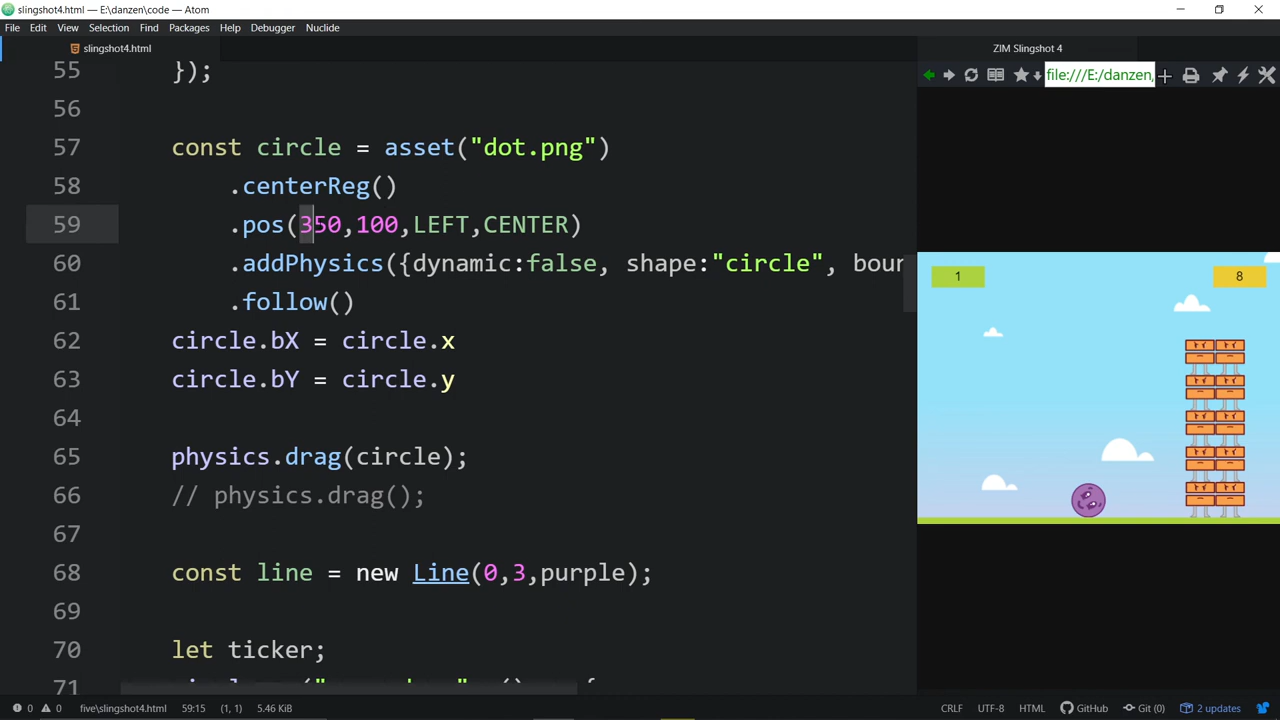 slingshot4.html — E:\danzen\code — Atom
File Edit View Selection Find Packages Help Debugger Nuclide
slingshot4.html
ZIM Slingshot 4
file:///E:/danzen,
55 });
56
57 const circle = asset("dot.png")
58 .centerReg()
59 .pos(350,100,LEFT,CENTER)
60 .addPhysics({dynamic:false, shape:"circle", bour
61 .follow()
62 circle.bX = circle.x
63 circle.bY = circle.y
64
65 physics.drag(circle);
66 // physics.drag();
67
68 const line = new Line(0,3,purple);
69
70 let ticker;
71
1
8
0 0 five\slingshot4.html 59:15 (1, 1) 5.46 KiB
CRLF UTF-8 HTML GitHub Git (0) 2 updates